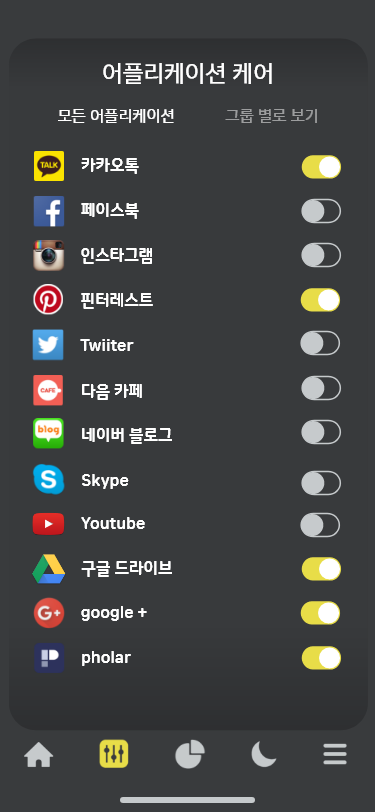 어플리케이션 케어
모든 어플리케이션 그룹 별로 보기
TALK 카카오톡
페이스북
인스타그램
핀터레스트
Twiiter
CAFE 다음 카페
blog 네이버 블로그
Skype
Youtube
구글 드라이브
G+ google +
pholar